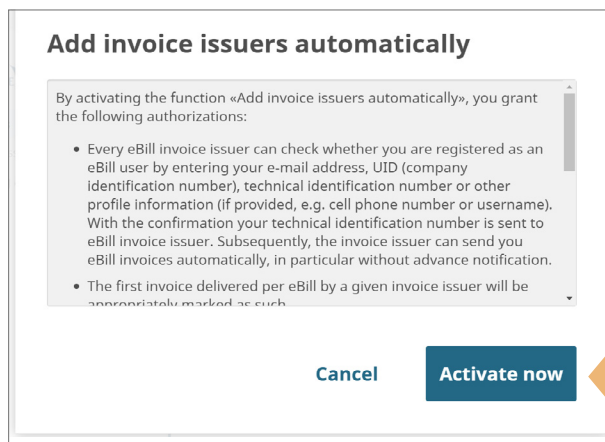 Add invoice issuers automatically
By activating the function «Add invoice issuers automatically», you grant
the following authorizations:
• Every eBill invoice issuer can check whether you are registered as an
eBill user by entering your e-mail address, UID (company
identification number), technical identification number or other
profile information (if provided, e.g. cell phone number or username).
With the confirmation your technical identification number is sent to
eBill invoice issuer. Subsequently, the invoice issuer can send you
eBill invoices automatically, in particular without advance notification.
• The first invoice delivered per eBill by a given invoice issuer will be
appropriately marked as such
Cancel
Activate now